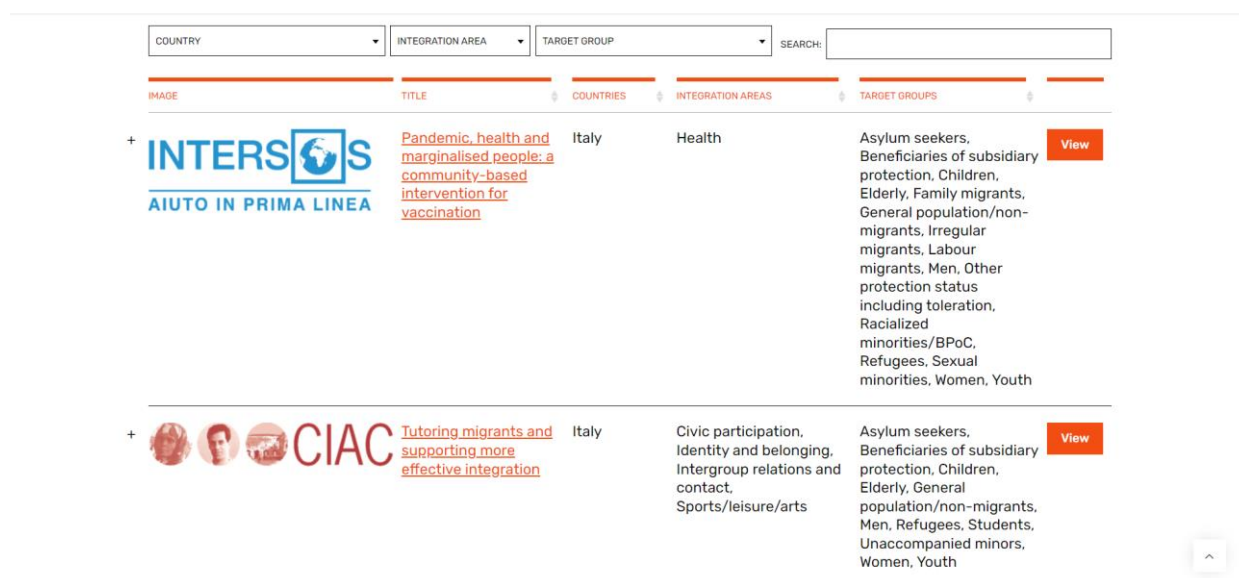 COUNTRY
INTEGRATION AREA
TARGET GROUP
SEARCH:
IMAGE
TITLE
COUNTRIES
INTEGRATION AREAS
TARGET GROUPS
+
INTERSOS
AIUTO IN PRIMA LINEA
Pandemic, health and
marginalised people: a
community-based
intervention for
vaccination
Italy
Health
Asylum seekers,
Beneficiaries of subsidiary
protection, Children,
Elderly, Family migrants,
General population/non-
migrants, Irregular
migrants, Labour
migrants, Men, Other
protection status
including toleration,
Racialized
minorities/BPoC,
Refugees, Sexual
minorities, Women, Youth
View
+
CIAC
Tutoring migrants and
supporting more
effective integration
Italy
Civic participation,
Identity and belonging,
Intergroup relations and
contact,
Sports/leisure/arts
Asylum seekers,
Beneficiaries of subsidiary
protection, Children,
Elderly, General
population/non-migrants,
Men, Refugees, Students,
Unaccompanied minors,
Women, Youth
View